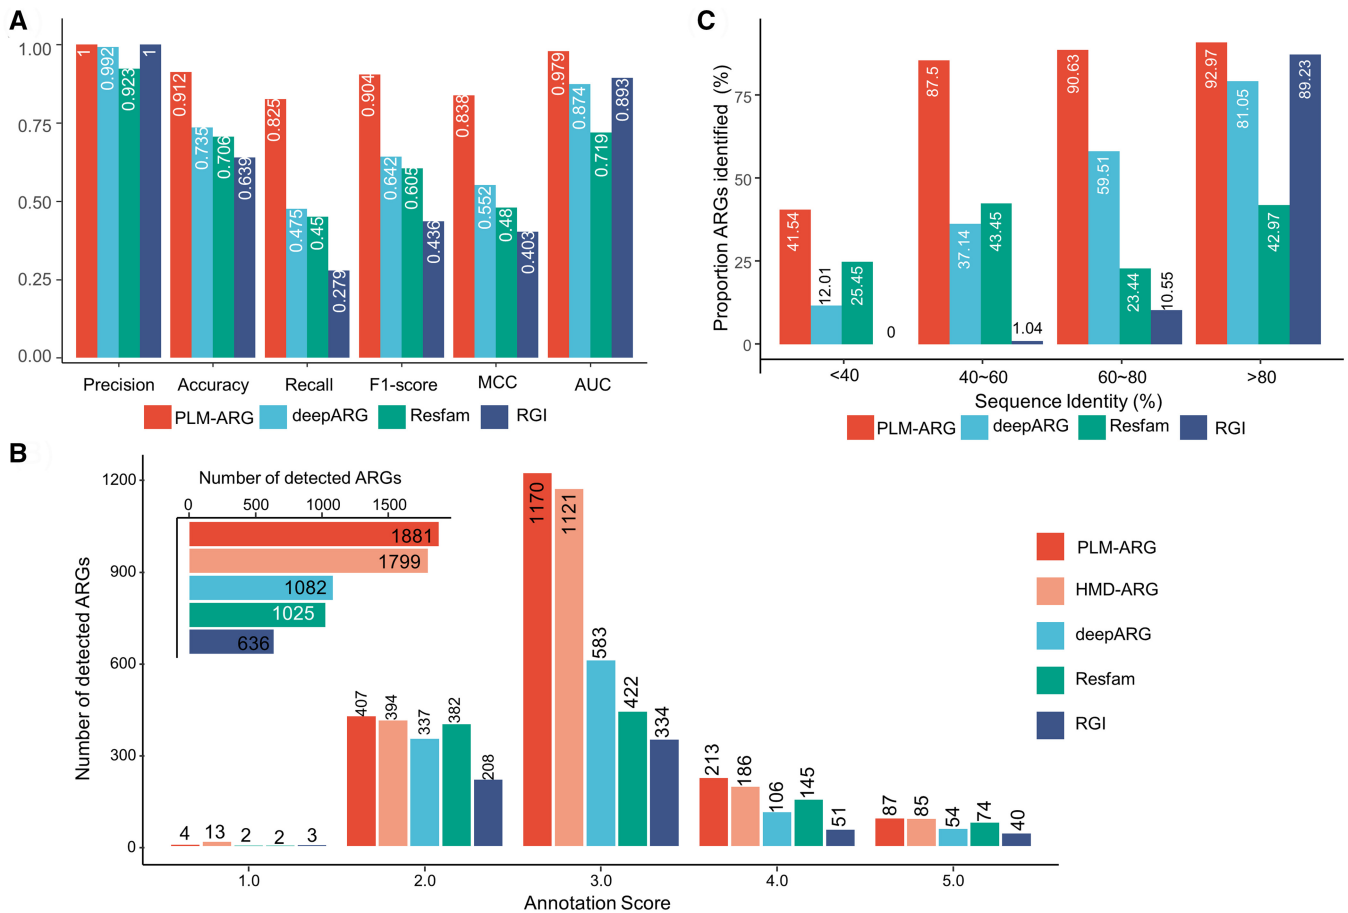 A
1.00
0.75
0.50
0.25
0.00
1
0.992
0.923
1
0.912
0.735
0.706
0.639
0.825
0.475
0.45
0.279
0.904
0.642
0.605
0.436
0.838
0.552
0.48
0.403
0.979
0.874
0.719
0.893
Precision Accuracy Recall F1-score MCC AUC
PLM-ARG deepARG Resfam RGI
C
Proportion ARGs identified (%)
75
50
25
0
41.54
12.01
25.45
0
87.5
37.14
43.45
1.04
90.63
59.51
23.44
10.55
92.97
81.05
42.97
89.23
<40 40~60 60~80 >80
Sequence Identity (%)
PLM-ARG deepARG Resfam RGI
B
Number of detected ARGs
1200
900
600
300
0
Number of detected ARGs
0 500 1000 1500
1881
1799
1082
1025
636
4 13 2 2 3
407 394 337 382 208
1170 1121 583 422 334
213 186 106 145 51
87 85 54 74 40
1.0 2.0 3.0 4.0 5.0
Annotation Score
PLM-ARG
HMD-ARG
deepARG
Resfam
RGI